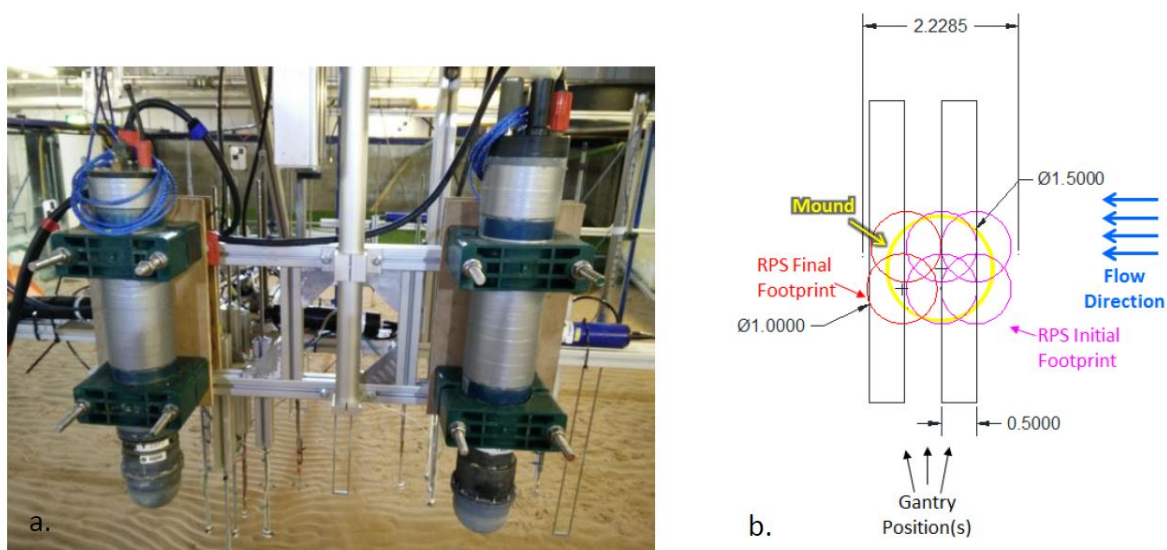 a.
2.2285
Ø1.5000
Mound
RPS Final
Footprint
Flow
Direction
Ø1.0000
RPS Initial
Footprint
0.5000
Gantry
Position(s)
b.